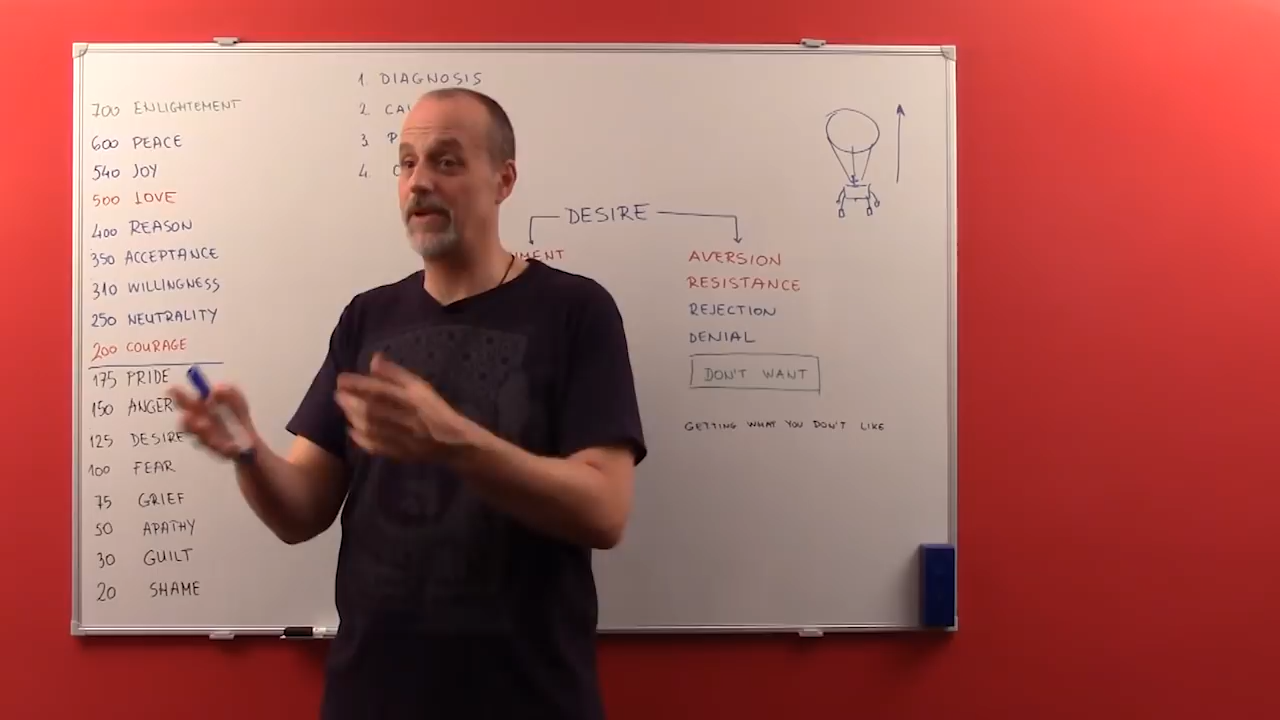 700 ENLIGHTEMENT
600 PEACE
540 JOY
500 LOVE
400 REASON
350 ACCEPTANCE
310 WILLINGNESS
250 NEUTRALITY
200 COURAGE
175 PRIDE
150 ANGER
125 DESIRE
100 FEAR
75 GRIEF
50 APATHY
30 GUILT
20 SHAME
1. DIAGNOSIS
2.
3.
4.
DESIRE
AVERSION
RESISTANCE
REJECTION
DENIAL
DON'T WANT
GETTING WHAT YOU DON'T LIKE